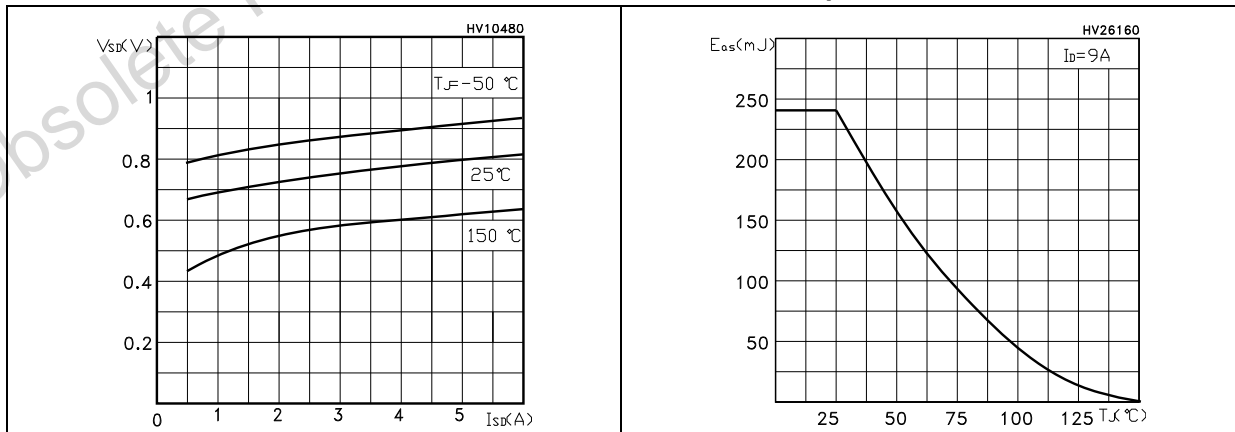 HV10480
VSD(V)
TJ=-50 °C
1
0.8
25°C
0.6
150 °C
0.4
0.2
0 1 2 3 4 5 ISD(A)
HV26160
Eas(mJ)
ID=9A
250
200
150
100
50
25 50 75 100 125 TJ(°C)